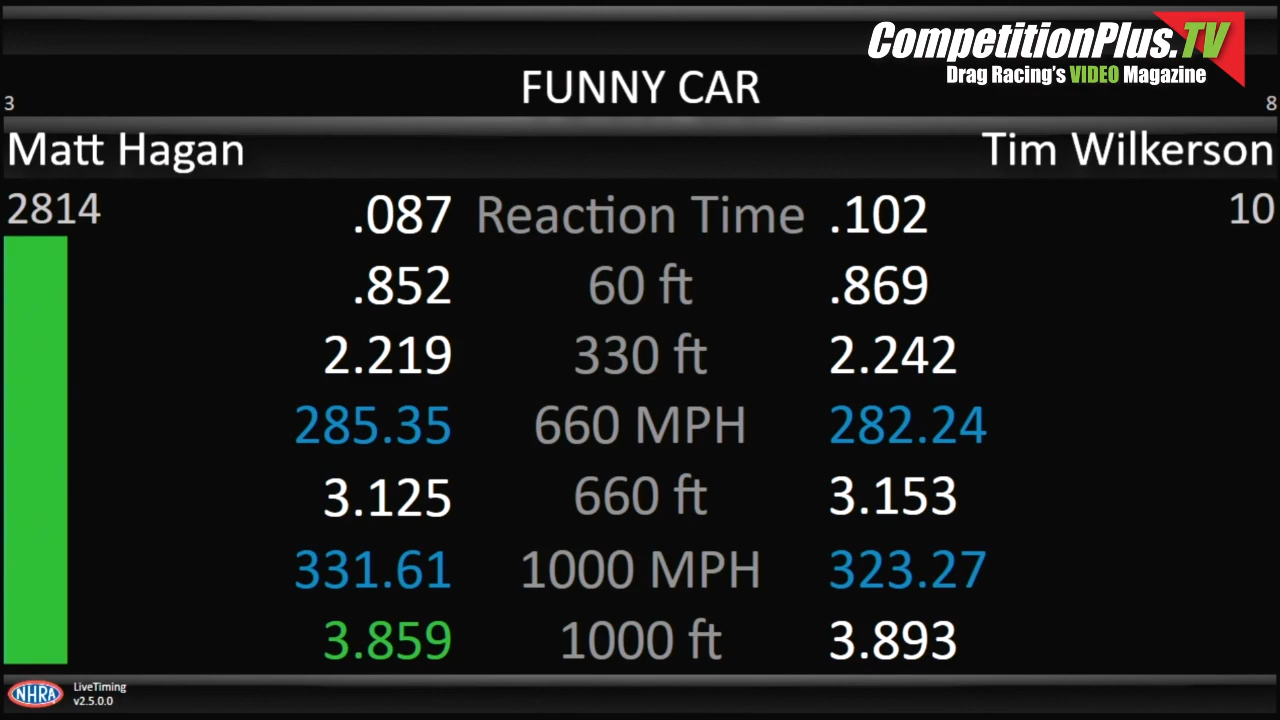 CompetitionPlus.TV
Drag Racing's VIDEO Magazine
FUNNY CAR
3 8
Matt Hagan Tim Wilkerson
2814 10
.087 Reaction Time .102
.852 60 ft .869
2.219 330 ft 2.242
285.35 660 MPH 282.24
3.125 660 ft 3.153
331.61 1000 MPH 323.27
3.859 1000 ft 3.893
NHRA LiveTiming
v2.5.0.0